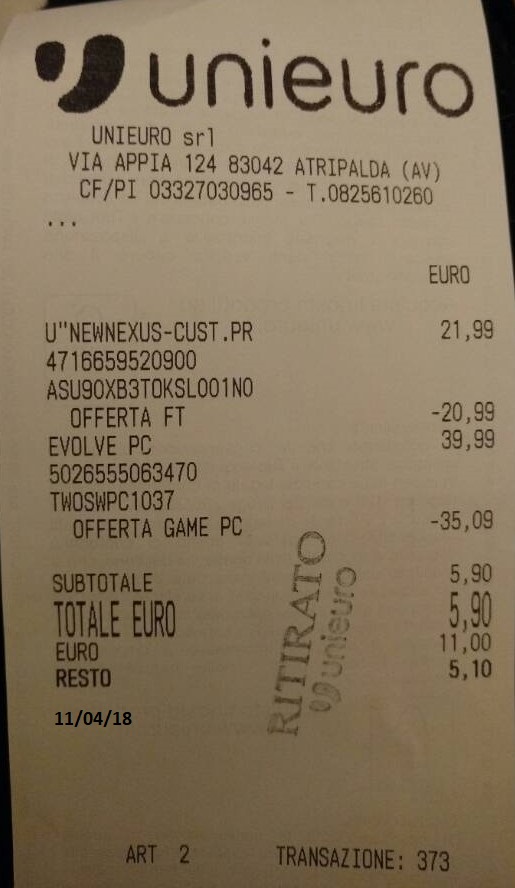 unieuro
UNIEURO srl
VIA APPIA 124 83042 ATRIPALDA (AV)
CF/PI 03327030965 - T.0825610260
...
EURO
U"NEWNEXUS-CUST.PR 21,99
4716659520900
ASU90XB3TOKSL001N0
OFFERTA FT -20,99
EVOLVE PC 39,99
5026555063470
TWOSWPC1037
OFFERTA GAME PC -35,09
SUBTOTALE 5,90
TOTALE EURO 5,90
EURO 11,00
RESTO 5,10
RITIRATO
unieuro
11/04/18
ART 2 TRANSAZIONE: 373